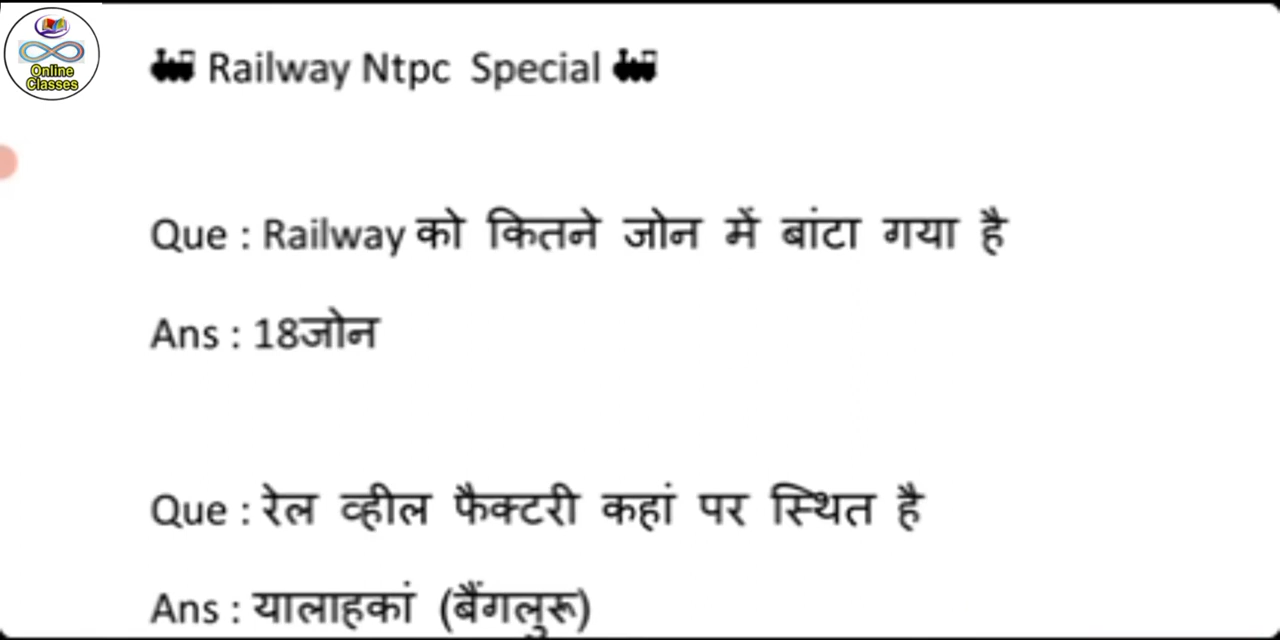 Online
Classes
🚂 Railway Ntpc Special 🚂
Que : Railway को कितने जोन में बांटा गया है
Ans : 18जोन
Que : रेल व्हील फैक्टरी कहां पर स्थित है
Ans : यालाहकां (बैंगलुरू)